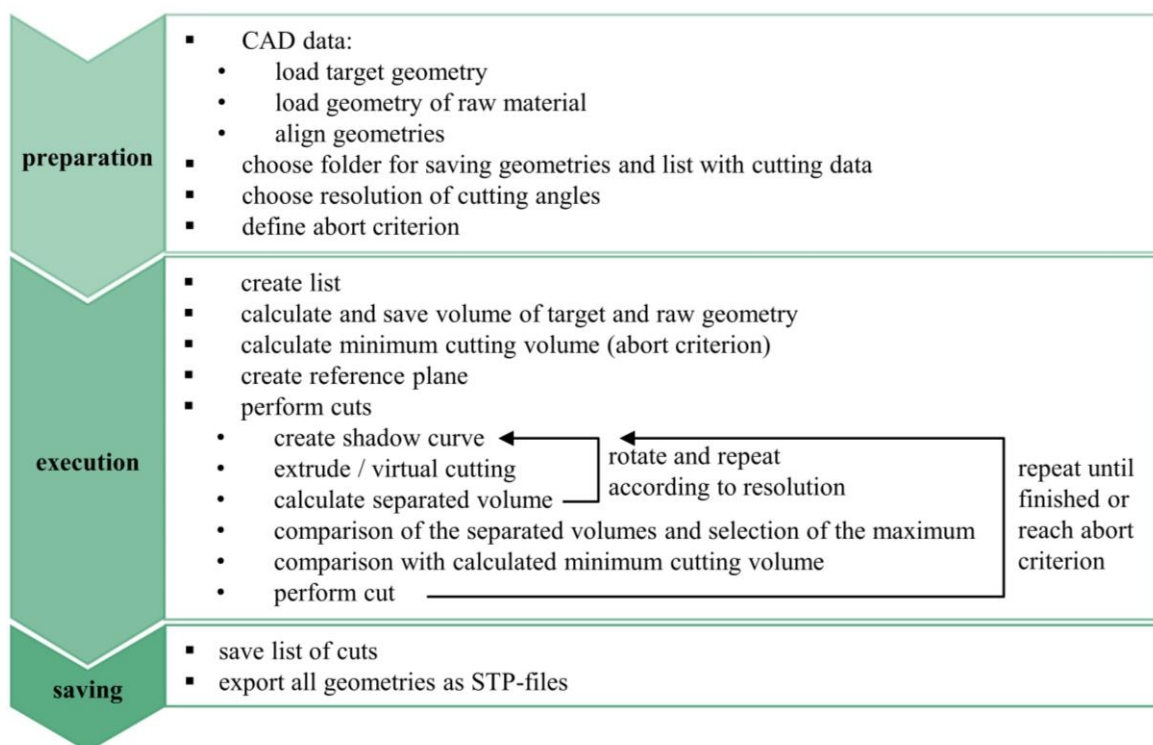 preparation
▪ CAD data:
• load target geometry
• load geometry of raw material
• align geometries
▪ choose folder for saving geometries and list with cutting data
▪ choose resolution of cutting angles
▪ define abort criterion
execution
▪ create list
▪ calculate and save volume of target and raw geometry
▪ calculate minimum cutting volume (abort criterion)
▪ create reference plane
▪ perform cuts
• create shadow curve
• extrude / virtual cutting
• calculate separated volume
rotate and repeat
according to resolution
• comparison of the separated volumes and selection of the maximum
• comparison with calculated minimum cutting volume
• perform cut
repeat until
finished or
reach abort
criterion
saving
▪ save list of cuts
▪ export all geometries as STP-files